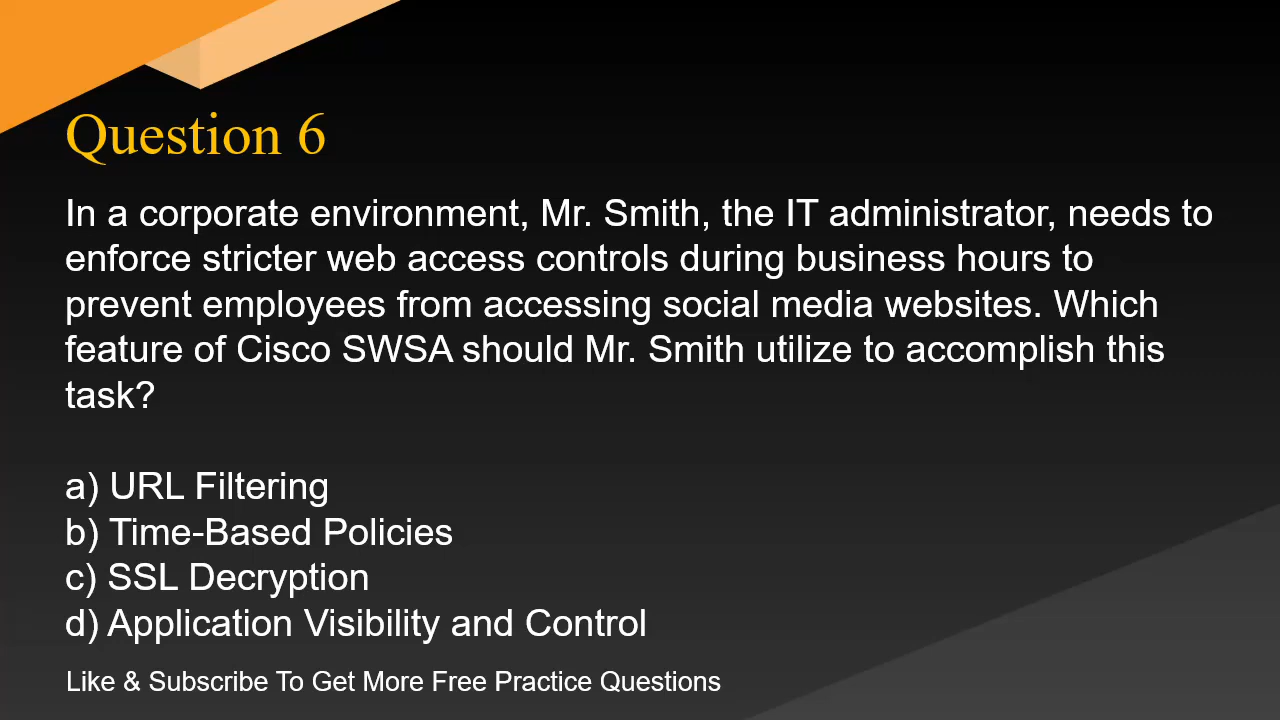 Question 6
In a corporate environment, Mr. Smith, the IT administrator, needs to
enforce stricter web access controls during business hours to
prevent employees from accessing social media websites. Which
feature of Cisco SWSA should Mr. Smith utilize to accomplish this
task?
a) URL Filtering
b) Time-Based Policies
c) SSL Decryption
d) Application Visibility and Control
Like & Subscribe To Get More Free Practice Questions